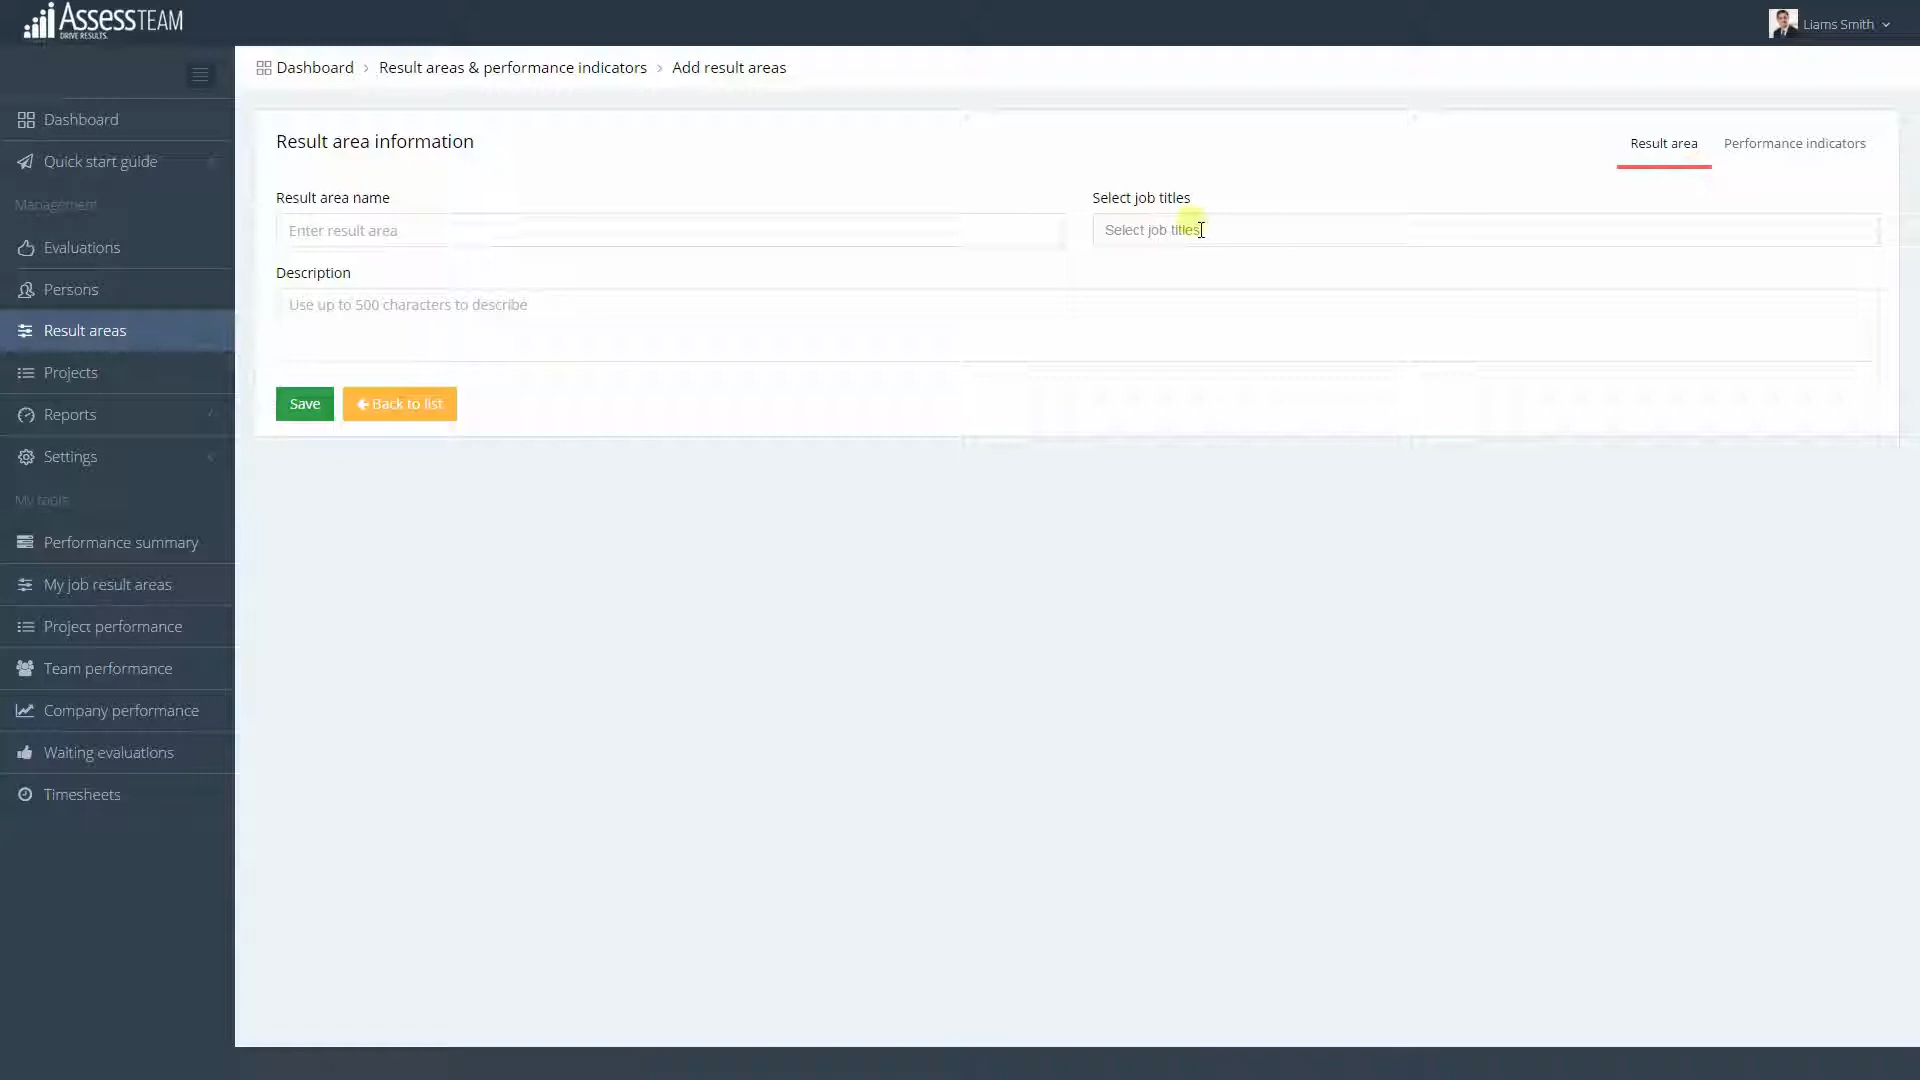 ASSESSTEAM
DRIVE RESULTS.
Liams Smith
Dashboard > Result areas & performance indicators > Add result areas
Dashboard
Quick start guide
Management
Evaluations
Persons
Result areas
Projects
Reports
Settings
My tools
Performance summary
My job result areas
Project performance
Team performance
Company performance
Waiting evaluations
Timesheets
Result area information
Result area
Performance indicators
Result area name
Enter result area
Select job titles
Select job titles
Description
Use up to 500 characters to describe
Save
Back to list